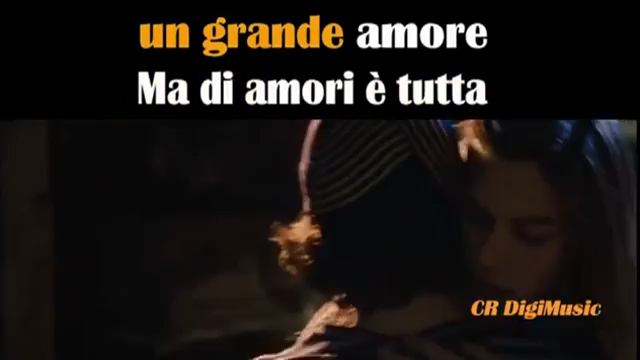 un grande amore
Ma di amori è tutta
CR DigiMusic